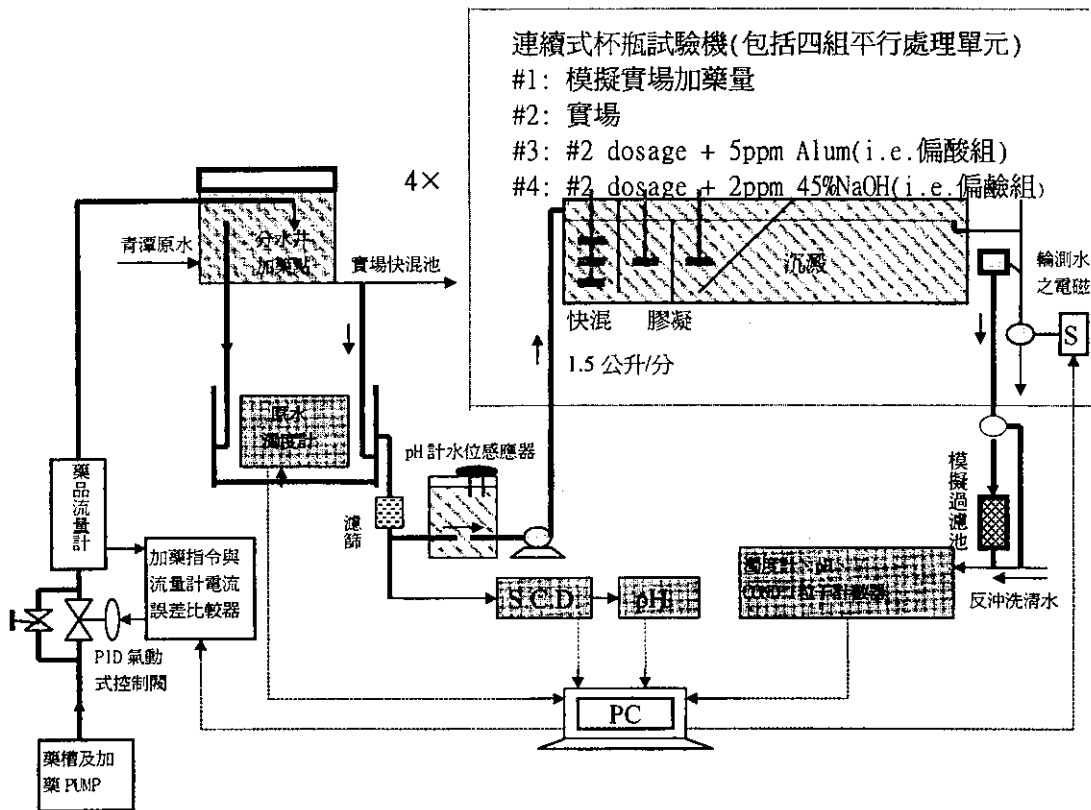 連續式杯瓶試驗機(包括四組平行處理單元)
#1: 模擬實場加藥量
#2: 實場
#3: #2 dosage + 5ppm Alum(i.e.偏酸組)
#4: #2 dosage + 2ppm 45%NaOH(i.e.偏鹼組)
4×
青潭原水
分水井
加藥點
實場快混池
沉澱
快混
膠凝
1.5 公升/分
輪測水
之電磁
S
原水
濁度計
pH 計水位感應器
濾篩
藥品流量計
加藥指令與
流量計電流
誤差比較器
PID 氣動
式控制閥
藥槽及加
藥 PUMP
S C D
pH
模擬過濾池
濁度計、pH、
COND、粒子計數器
反沖洗清水
PC